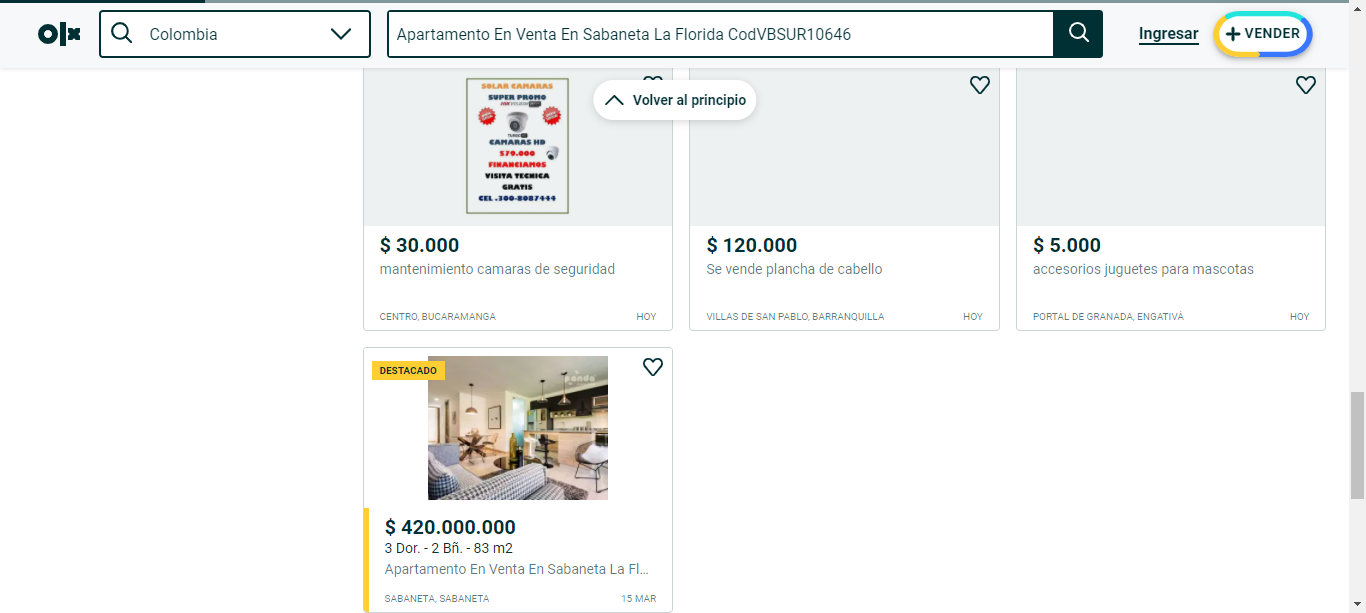 olx
Colombia
Apartamento En Venta En Sabaneta La Florida CodVBSUR10646
Ingresar
+ VENDER
Volver al principio
SOLAR CAMARAS
SUPER PROMO
CAMARAS HD
$79.000
FINANCIAMOS
VISITA TECNICA
GRATIS
CEL .300-8087444
$ 30.000
mantenimiento camaras de seguridad
CENTRO, BUCARAMANGA
HOY
$ 120.000
Se vende plancha de cabello
VILLAS DE SAN PABLO, BARRANQUILLA
HOY
$ 5.000
accesorios juguetes para mascotas
PORTAL DE GRANADA, ENGATIVÁ
HOY
DESTACADO
$ 420.000.000
3 Dor. - 2 Bñ. - 83 m2
Apartamento En Venta En Sabaneta La Fl...
SABANETA, SABANETA
15 MAR